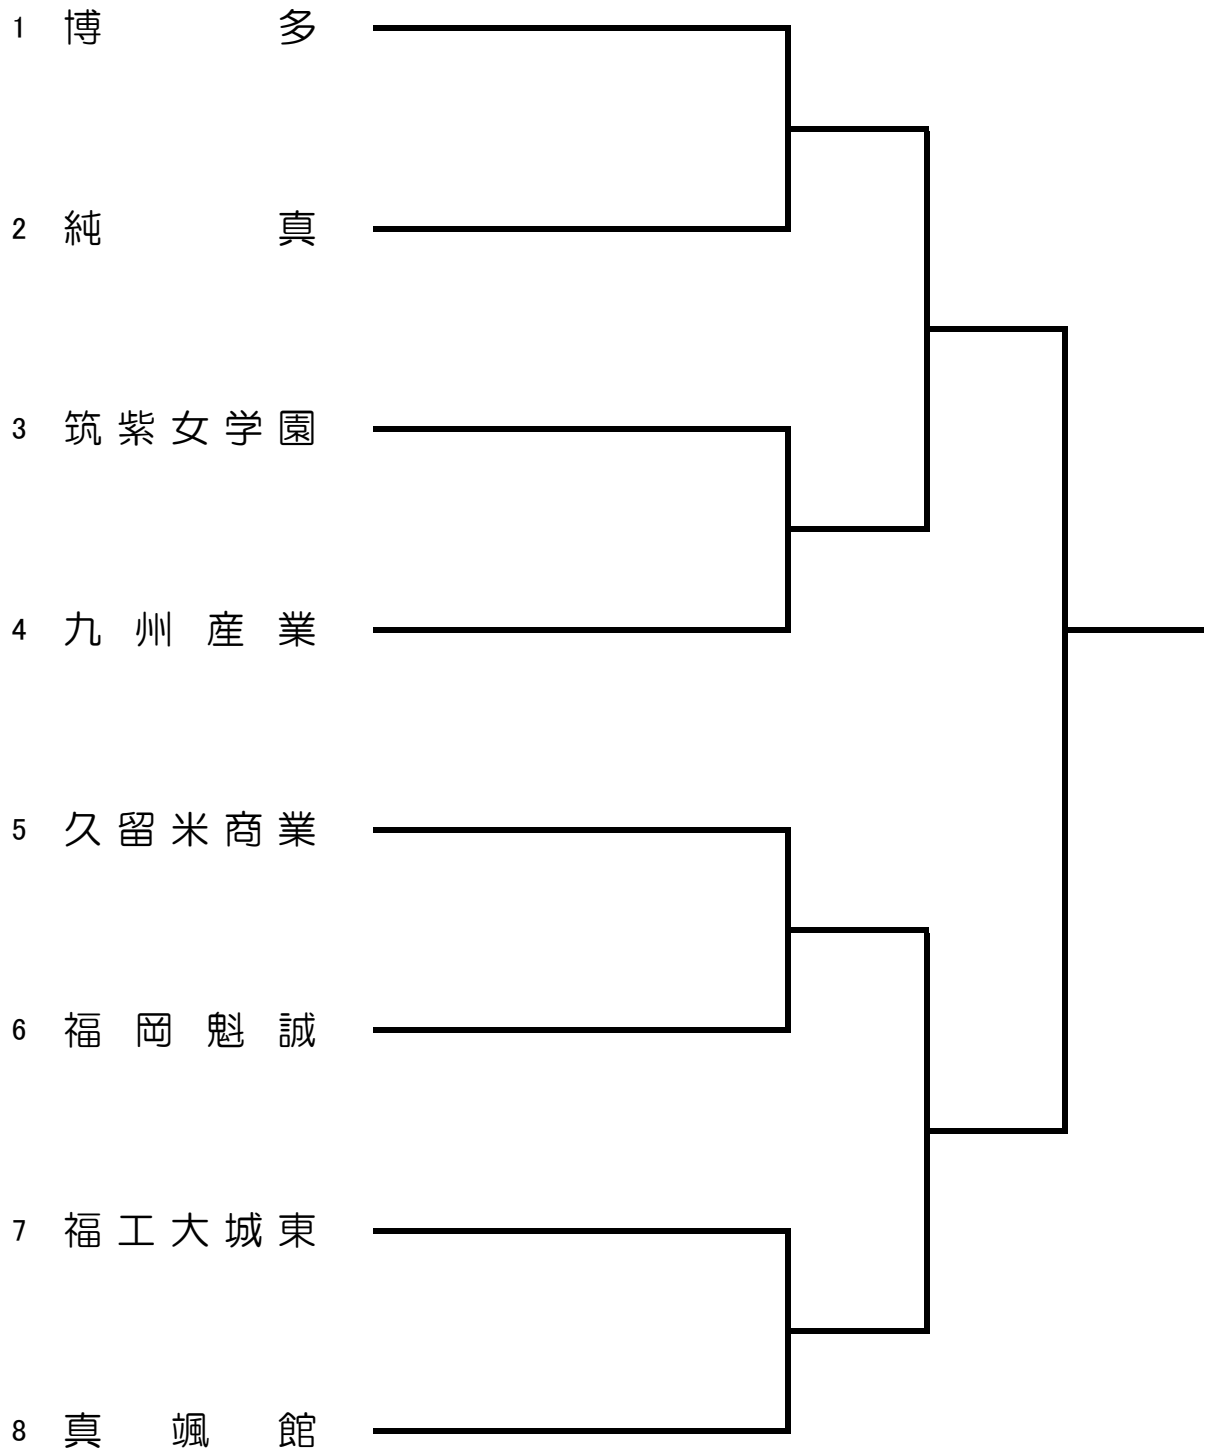 1 博多
2 純真
3 筑紫女学園
4 九州産業
5 久留米商業
6 福岡魁誠
7 福工大城東
8 真颯館